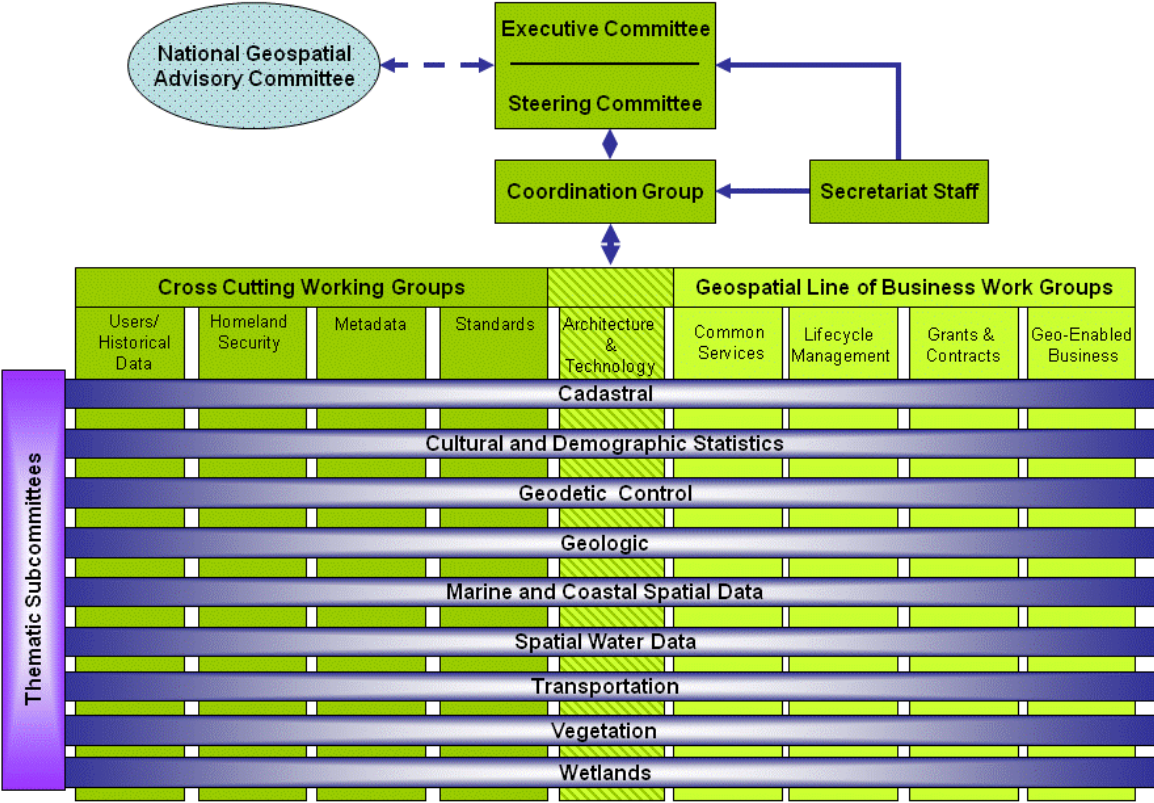 National Geospatial
Advisory Committee
Executive Committee
Steering Committee
Coordination Group
Secretariat Staff
Cross Cutting Working Groups
Geospatial Line of Business Work Groups
Users/
Historical
Data
Homeland
Security
Metadata
Standards
Architecture
&
Technology
Common
Services
Lifecycle
Management
Grants &
Contracts
Geo-Enabled
Business
Thematic Subcommittees
Cadastral
Cultural and Demographic Statistics
Geodetic Control
Geologic
Marine and Coastal Spatial Data
Spatial Water Data
Transportation
Vegetation
Wetlands